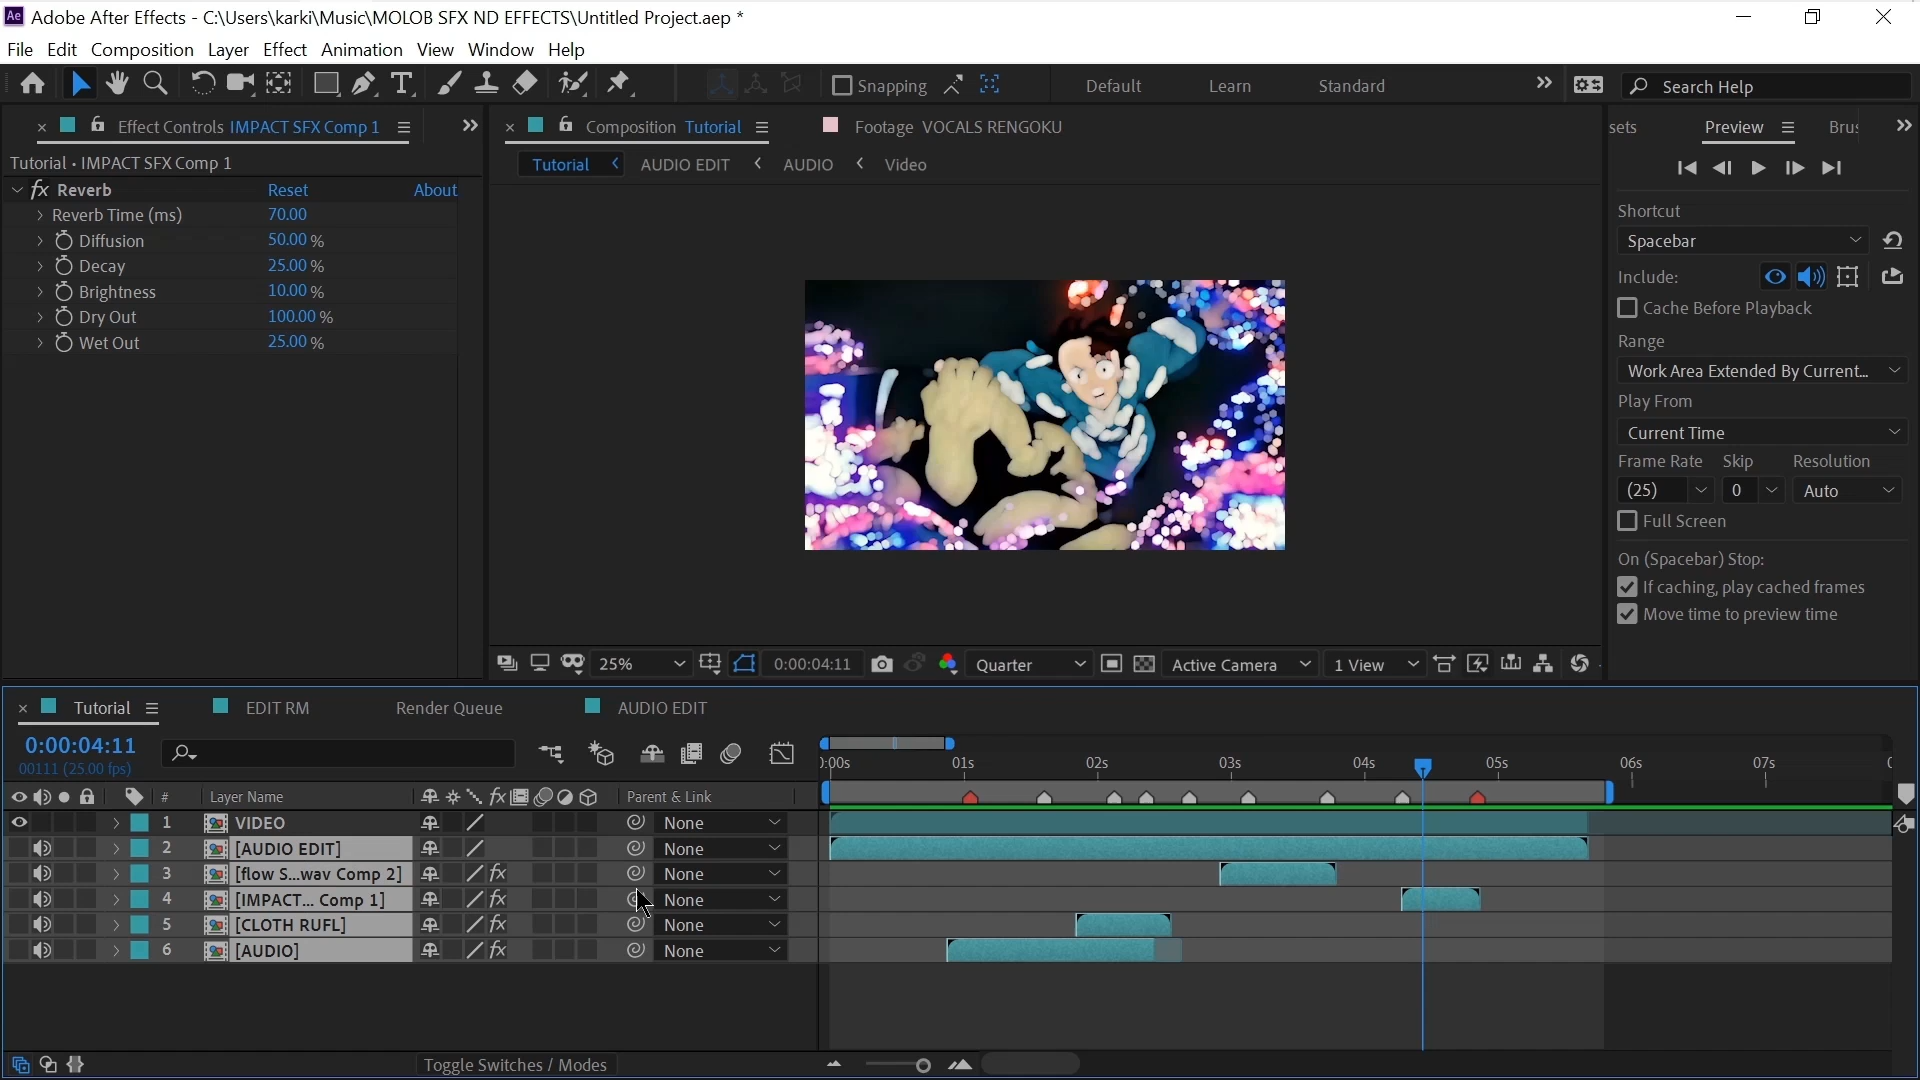 Ae Adobe After Effects - C:\Users\karki\Music\MOLOB SFX ND EFFECTS\Untitled Project.aep *
File Edit Composition Layer Effect Animation View Window Help
Snapping Default Learn Standard Search Help
Effect Controls IMPACT SFX Comp 1
Composition Tutorial
Footage VOCALS RENGOKU
sets Preview Brus
Tutorial • IMPACT SFX Comp 1
Tutorial AUDIO EDIT AUDIO Video
fx Reverb Reset About
Reverb Time (ms) 70.00
Diffusion 50.00 %
Decay 25.00 %
Brightness 10.00 %
Dry Out 100.00 %
Wet Out 25.00 %
Shortcut
Spacebar
Include:
Cache Before Playback
Range
Work Area Extended By Current...
Play From
Current Time
Frame Rate Skip Resolution
(25) 0 Auto
Full Screen
On (Spacebar) Stop:
If caching, play cached frames
Move time to preview time
25% 0:00:04:11 Quarter Active Camera 1 View
Tutorial EDIT RM Render Queue AUDIO EDIT
0:00:04:11
00111 (25.00 fps)
):00s 01s 02s 03s 04s 05s 06s 07s
# Layer Name fx Parent & Link
1 VIDEO None
2 [AUDIO EDIT] None
3 [flow S...wav Comp 2] fx None
4 [IMPACT... Comp 1] fx None
5 [CLOTH RUFL] fx None
6 [AUDIO] fx None
Toggle Switches / Modes